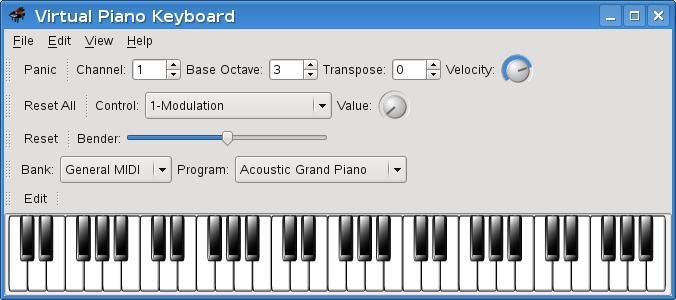 Virtual Piano Keyboard
File Edit View Help
Panic Channel: 1 Base Octave: 3 Transpose: 0 Velocity:
Reset All Control: 1-Modulation Value:
Reset Bender:
Bank: General MIDI Program: Acoustic Grand Piano
Edit